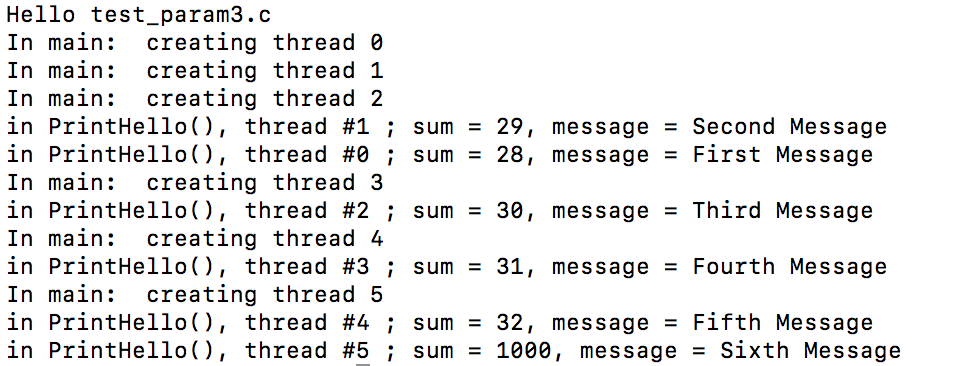 Hello test_param3.c
In main:  creating thread 0
In main:  creating thread 1
In main:  creating thread 2
in PrintHello(), thread #1 ; sum = 29, message = Second Message
in PrintHello(), thread #0 ; sum = 28, message = First Message
In main:  creating thread 3
in PrintHello(), thread #2 ; sum = 30, message = Third Message
In main:  creating thread 4
in PrintHello(), thread #3 ; sum = 31, message = Fourth Message
In main:  creating thread 5
in PrintHello(), thread #4 ; sum = 32, message = Fifth Message
in PrintHello(), thread #5 ; sum = 1000, message = Sixth Message